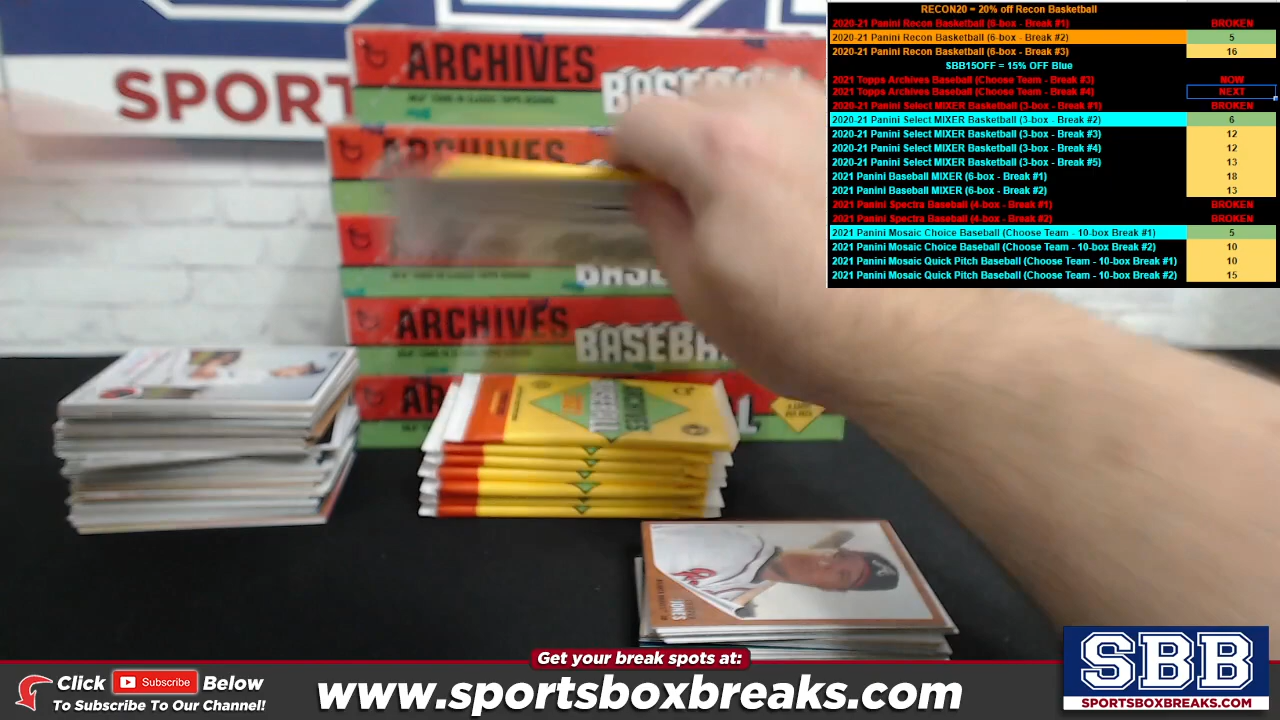 RECON20 = 20% off Recon Basketball
2020-21 Panini Recon Basketball (6-box - Break #1) BROKEN
2020-21 Panini Recon Basketball (6-box - Break #2) 5
2020-21 Panini Recon Basketball (6-box - Break #3) 16
SBB15OFF = 15% OFF Blue
2021 Topps Archives Baseball (Choose Team - Break #3) NOW
2021 Topps Archives Baseball (Choose Team - Break #4) NEXT
2020-21 Panini Select MIXER Basketball (3-box - Break #1) BROKEN
2020-21 Panini Select MIXER Basketball (3-box - Break #2) 6
2020-21 Panini Select MIXER Basketball (3-box - Break #3) 12
2020-21 Panini Select MIXER Basketball (3-box - Break #4) 12
2020-21 Panini Select MIXER Basketball (3-box - Break #5) 13
2021 Panini Baseball MIXER (6-box - Break #1) 18
2021 Panini Baseball MIXER (6-box - Break #2) 13
2021 Panini Spectra Baseball (4-box - Break #1) BROKEN
2021 Panini Spectra Baseball (4-box - Break #2) BROKEN
2021 Panini Mosaic Choice Baseball (Choose Team - 10-box Break #1) 5
2021 Panini Mosaic Choice Baseball (Choose Team - 10-box Break #2) 10
2021 Panini Mosaic Quick Pitch Baseball (Choose Team - 10-box Break #1) 10
2021 Panini Mosaic Quick Pitch Baseball (Choose Team - 10-box Break #2) 15
SPORT
ARCHIVES
ARCHIVES
ARCHIVES
ARCHIVES
BASEBALL
JONES
Get your break spots at:
Click Subscribe Below
To Subscribe To Our Channel!
www.sportsboxbreaks.com
SBB
SPORTSBOXBREAKS.COM